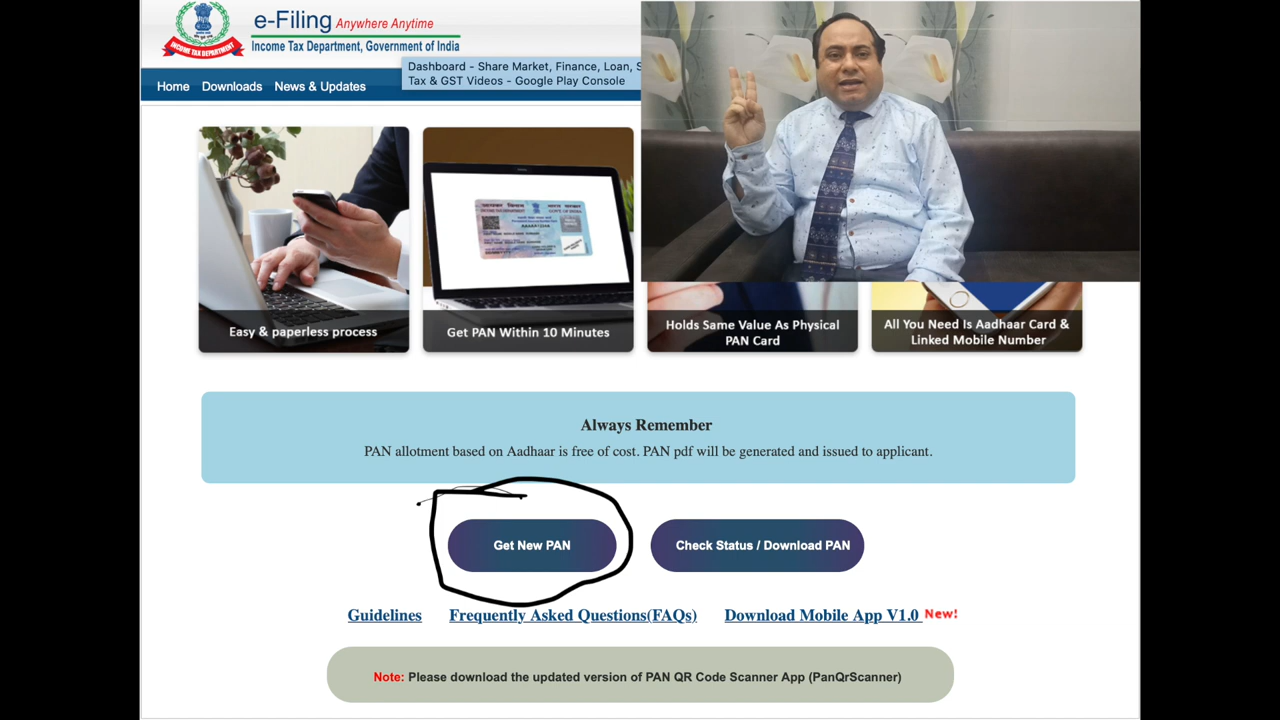 e-Filing Anywhere Anytime
Income Tax Department, Government of India
INCOME TAX DEPARTMENT
Dashboard - Share Market, Finance, Loan, S
Tax & GST Videos - Google Play Console
Home Downloads News & Updates
Easy & paperless process
Get PAN Within 10 Minutes
Holds Same Value As Physical
PAN Card
All You Need Is Aadhaar Card &
Linked Mobile Number
Always Remember
PAN allotment based on Aadhaar is free of cost. PAN pdf will be generated and issued to applicant.
Get New PAN
Check Status / Download PAN
Guidelines Frequently Asked Questions(FAQs) Download Mobile App V1.0 New!
Note: Please download the updated version of PAN QR Code Scanner App (PanQrScanner)